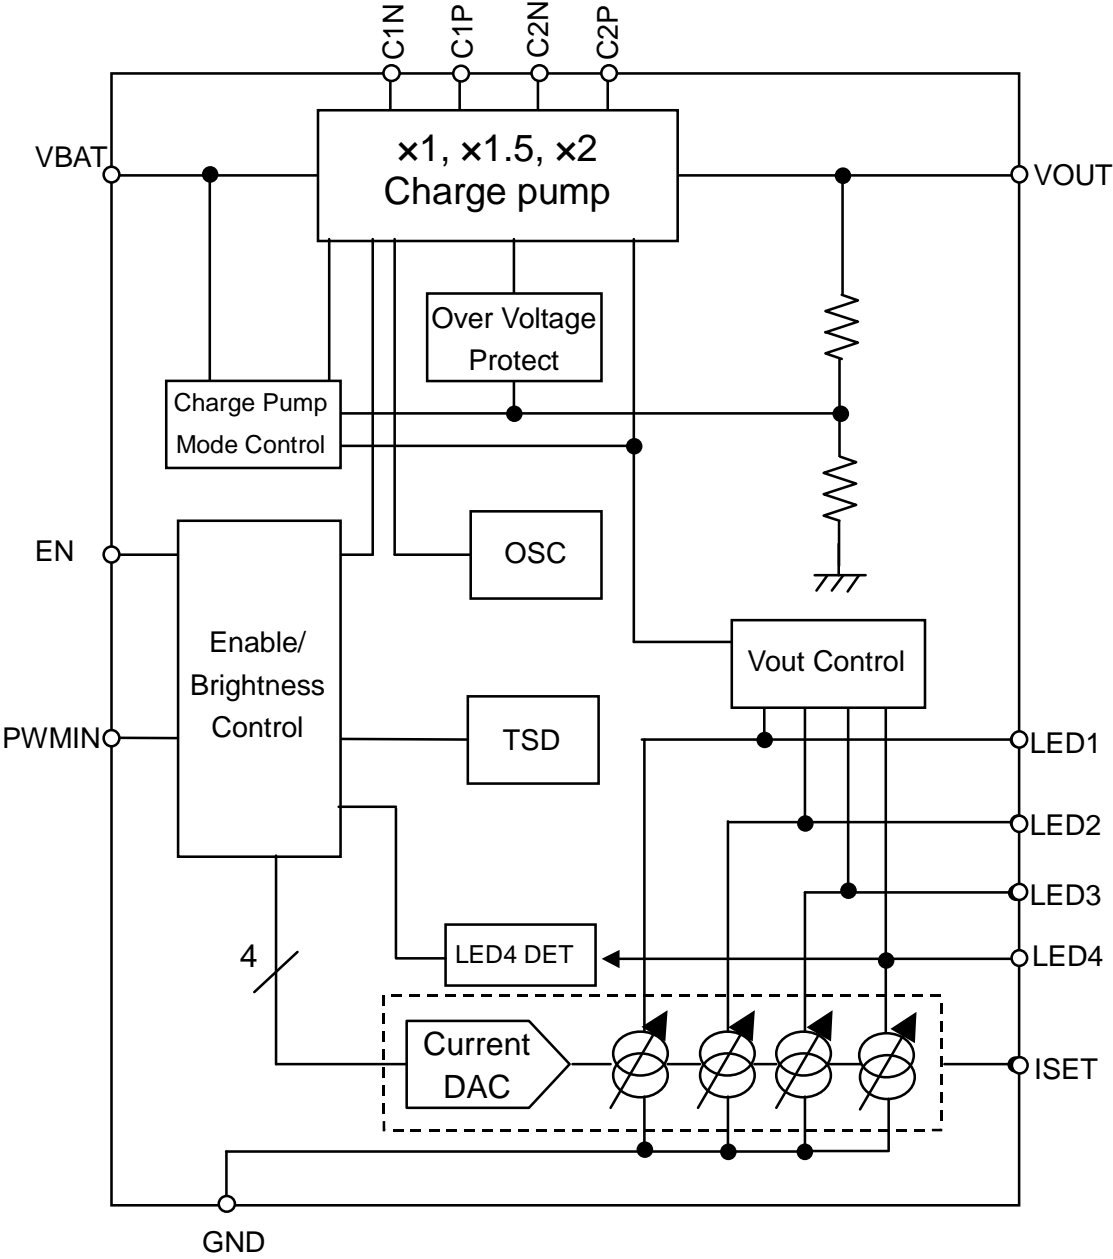 C1N
C1P
C2N
C2P
×1, ×1.5, ×2
Charge pump
VBAT
VOUT
Over Voltage
Protect
Charge Pump
Mode Control
EN
OSC
Enable/
Brightness
Control
Vout Control
PWMIN
TSD
LED1
LED2
LED3
4
LED4 DET
LED4
Current
DAC
ISET
GND